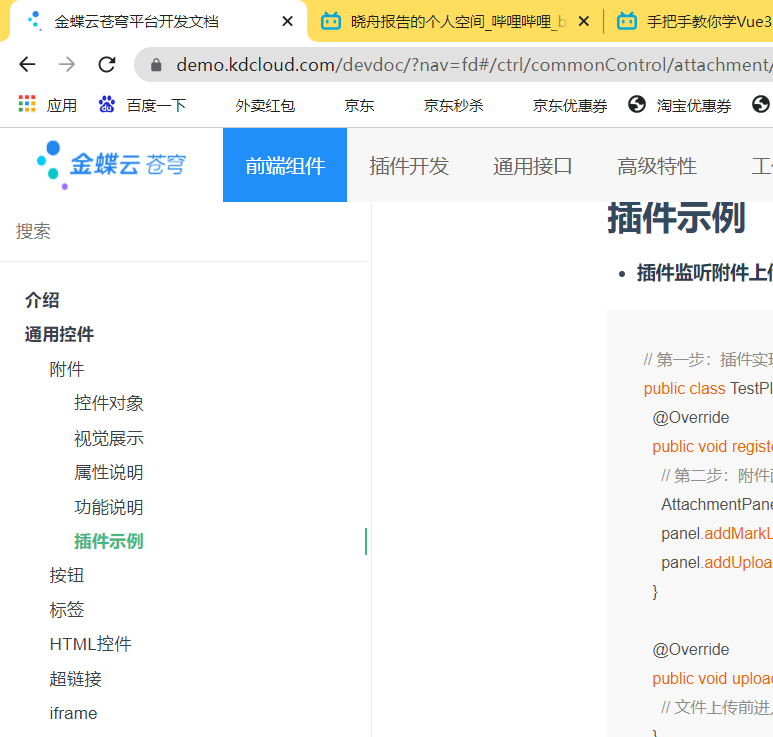 金蝶云苍穹平台开发文档
晓舟报告的个人空间_哔哩哔哩_b
手把手教你学Vue3
demo.kdcloud.com/devdoc/?nav=fd#/ctrl/commonControl/attachment/
应用
百度一下
外卖红包
京东
京东秒杀
京东优惠券
淘宝优惠券
金蝶云 苍穹
前端组件
插件开发
通用接口
高级特性
工
搜索
介绍
通用控件
附件
控件对象
视觉展示
属性说明
功能说明
插件示例
按钮
标签
HTML控件
超链接
iframe
插件示例
• 插件监听附件上
// 第一步：插件实
public class TestPl
@Override
public void registe
// 第二步：附件
AttachmentPane
panel.addMarkL
panel.addUploa
}
@Override
public void upload
// 文件上传前进
}